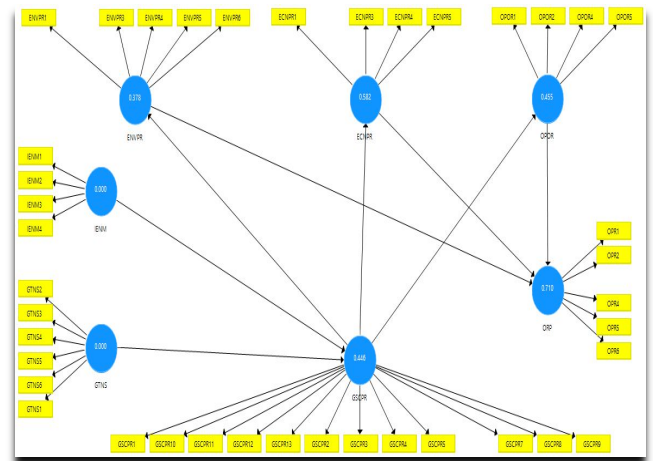 ENVPR1 ENVPR3 ENVPR4 ENVPR5 ENVPR6 ECNPR1 ECNPR3 ECNPR4 ECNPR5 OPOR1 OPOR2 OPOR4 OPOR5
0.378 0.582 0.455
ENVPR ECNPR OPOR
IENM1
IENM2
IENM3
IENM4
0.000
IENM
OPR1
OPR2
OPR4
OPR5
OPR6
0.710
ORP
GTNS2
GTNS3
GTNS4
GTNS5
GTNS6
GTNS1
0.000
GTNS
0.446
GSCPR
GSCPR1 GSCPR10 GSCPR11 GSCPR12 GSCPR13 GSCPR2 GSCPR3 GSCPR4 GSCPR5 GSCPR7 GSCPR8 GSCPR9